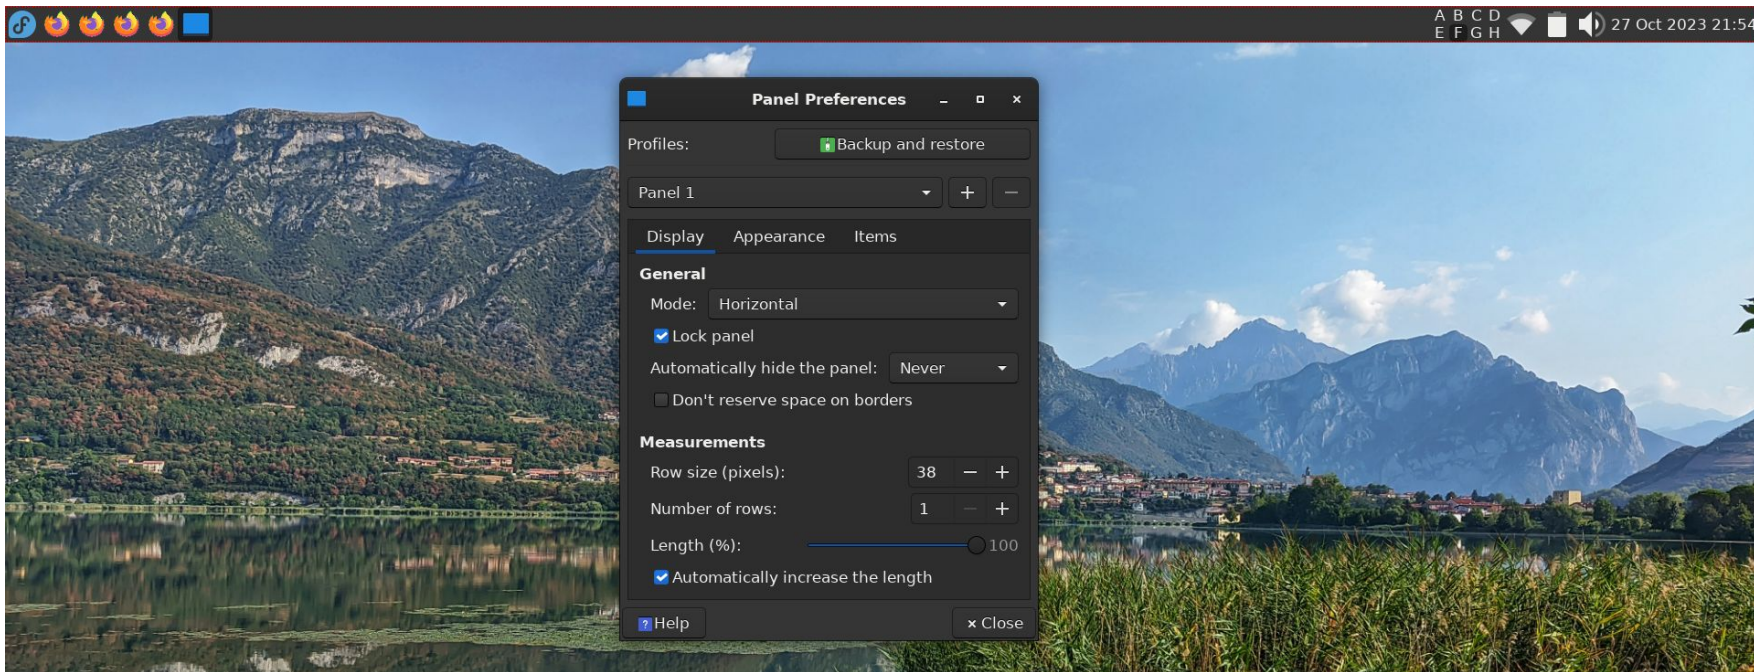 A B C D
E F G H
27 Oct 2023 21:54
Panel Preferences
Profiles:
Backup and restore
Panel 1
Display Appearance Items
General
Mode: Horizontal
Lock panel
Automatically hide the panel: Never
Don't reserve space on borders
Measurements
Row size (pixels): 38
Number of rows: 1
Length (%): 100
Automatically increase the length
? Help
× Close